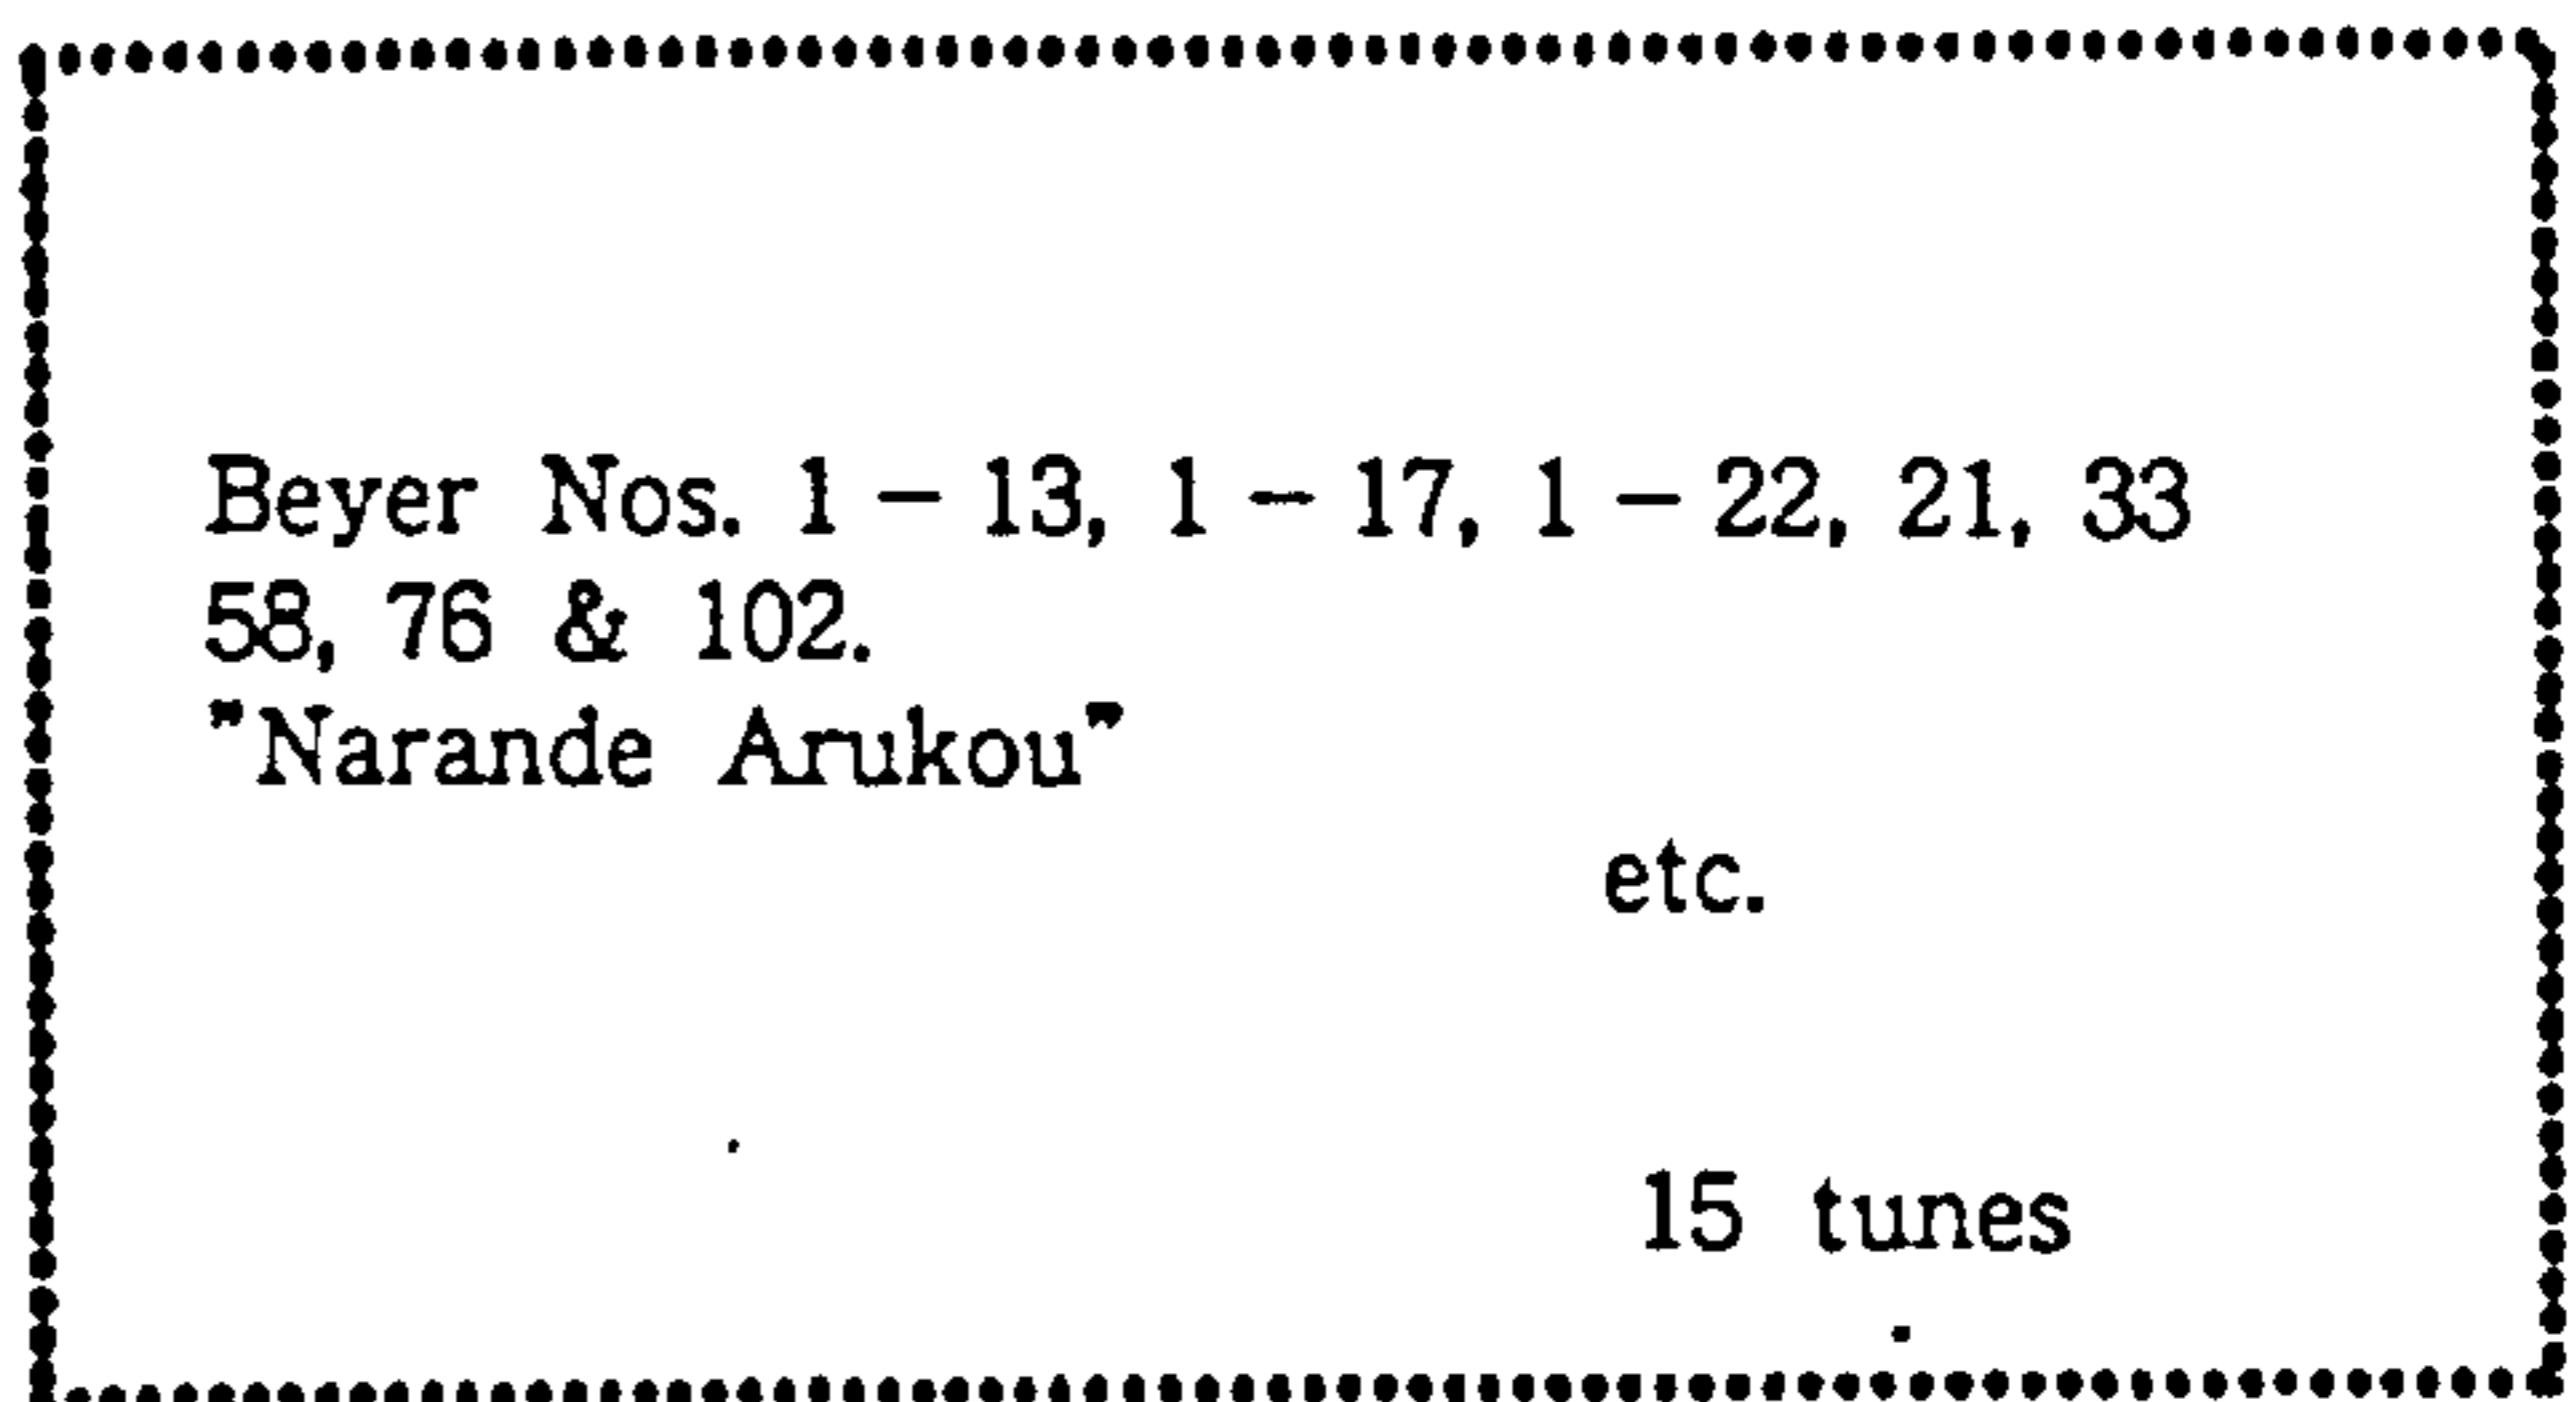 Beyer Nos. 1 – 13, 1 – 17, 1 – 22, 21, 33
58, 76 & 102.
"Narande Arukou"
etc.
15 tunes